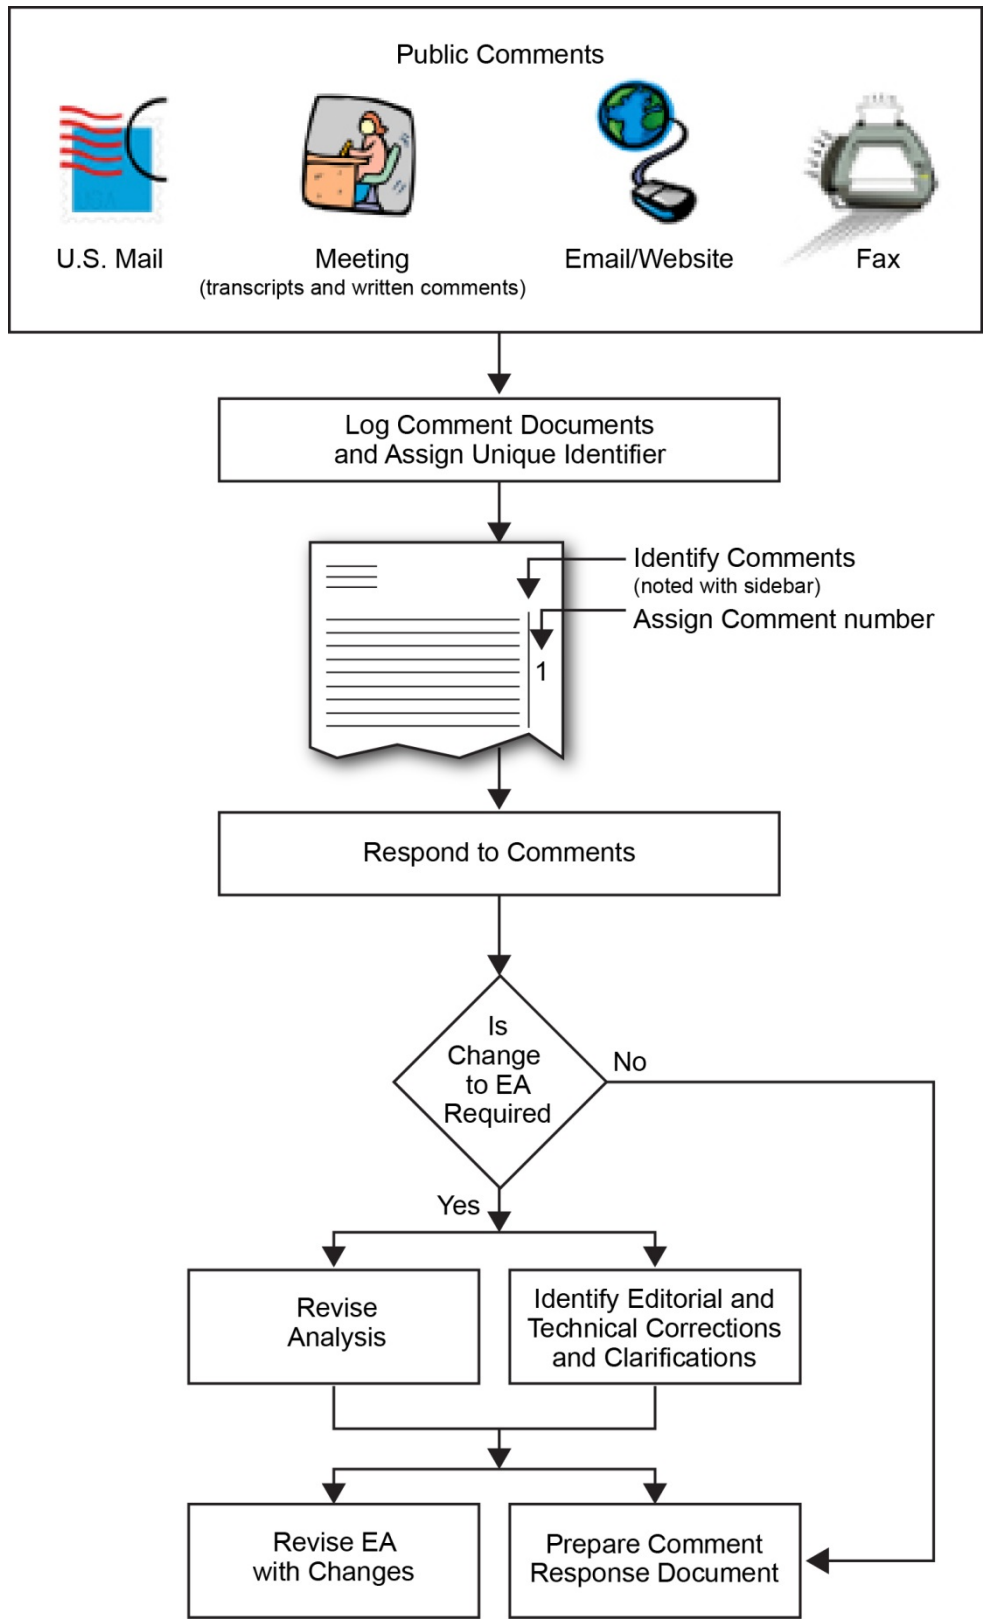 Public Comments
U.S. Mail
Meeting
(transcripts and written comments)
Email/Website
Fax
Log Comment Documents
and Assign Unique Identifier
Identify Comments
(noted with sidebar)
Assign Comment number
1
Respond to Comments
Is
Change
to EA
Required
No
Yes
Revise
Analysis
Identify Editorial and
Technical Corrections
and Clarifications
Revise EA
with Changes
Prepare Comment
Response Document